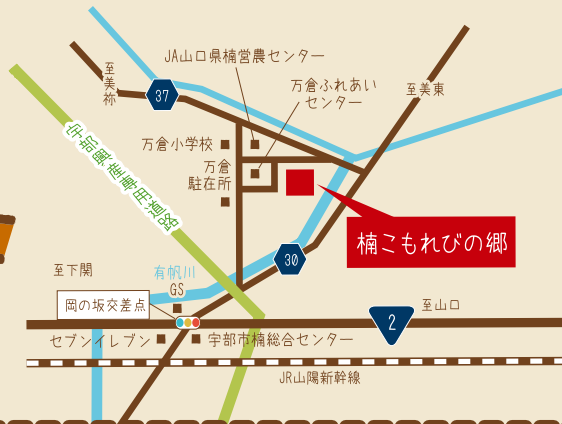 JA山口県楠営農センター
至美祢
37
万倉ふれあい
センター
至美東
万倉小学校
万倉
駐在所
宇部興産専用道路
楠こもれびの郷
30
至下関
有帆川
GS
岡の坂交差点
至山口
2
セブンイレブン
宇部市楠総合センター
JR山陽新幹線